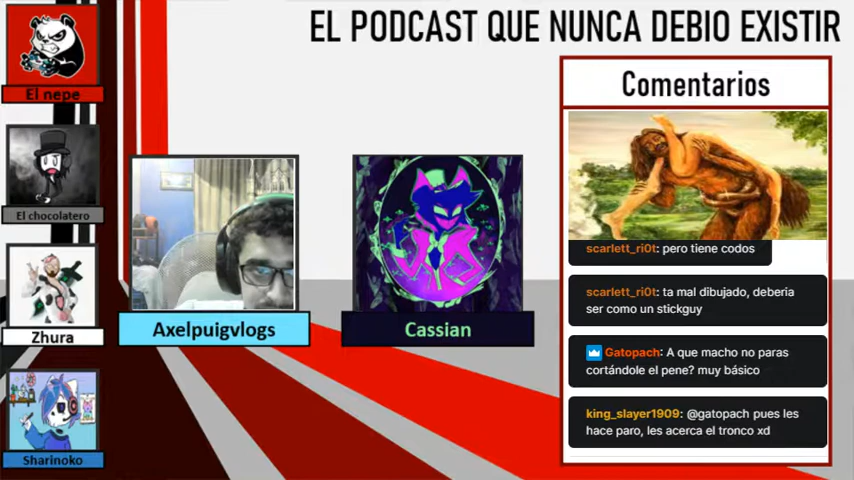 EL PODCAST QUE NUNCA DEBIO EXISTIR
El nepe
El chocolatero
Zhura
Sharinoko
Axelpuigvlogs
Cassian
Comentarios
scarlett_ri0t: pero tiene codos
scarlett_ri0t: ta mal dibujado, deberia
ser como un stickguy
Gatopach: A que macho no paras
cortándole el pene? muy básico
king_slayer1909: @gatopach pues les
hace paro, les acerca el tronco xd